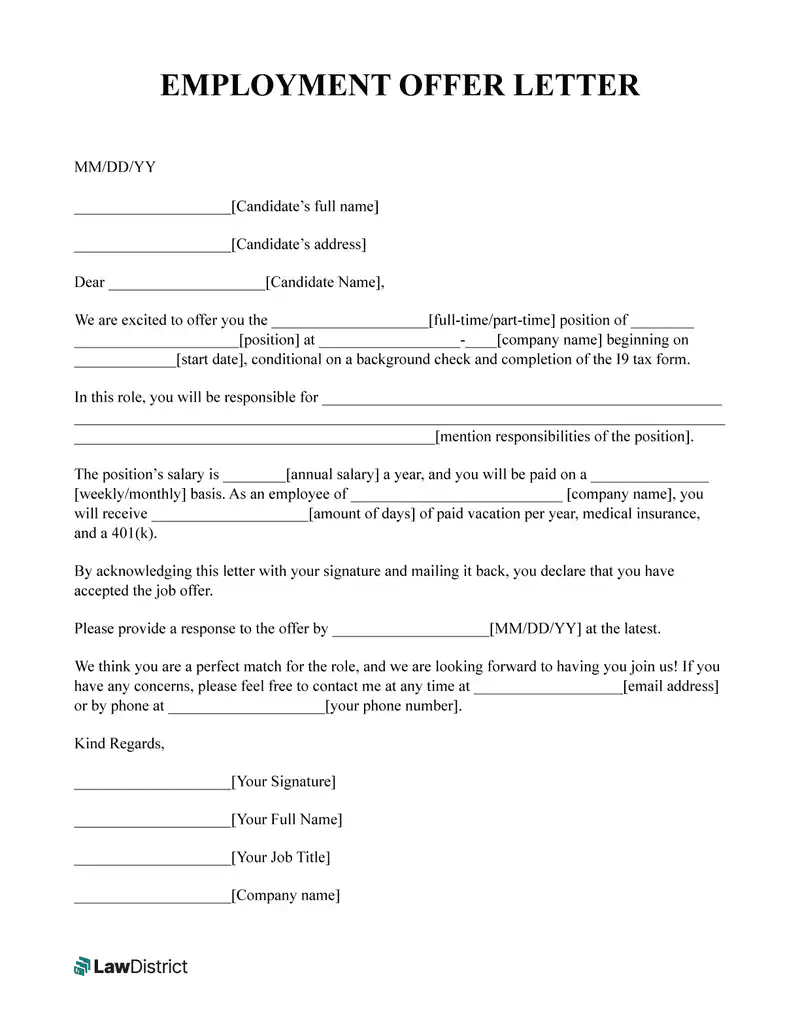 EMPLOYMENT OFFER LETTER
MM/DD/YY
____________________[Candidate’s full name]
____________________[Candidate’s address]
Dear ____________________[Candidate Name],
We are excited to offer you the ____________________[full-time/part-time] position of ________
_____________________[position] at __________________-____[company name] beginning on
_____________[start date], conditional on a background check and completion of the I9 tax form.
In this role, you will be responsible for ___________________________________________________
___________________________________________________________________________________
______________________________________________[mention responsibilities of the position].
The position’s salary is ________[annual salary] a year, and you will be paid on a _______________
[weekly/monthly] basis. As an employee of ___________________________ [company name], you
will receive ____________________[amount of days] of paid vacation per year, medical insurance,
and a 401(k).
By acknowledging this letter with your signature and mailing it back, you declare that you have
accepted the job offer.
Please provide a response to the offer by ____________________[MM/DD/YY] at the latest.
We think you are a perfect match for the role, and we are looking forward to having you join us! If you
have any concerns, please feel free to contact me at any time at ___________________[email address]
or by phone at ____________________[your phone number].
Kind Regards,
____________________[Your Signature]
____________________[Your Full Name]
____________________[Your Job Title]
____________________[Company name]
LawDistrict